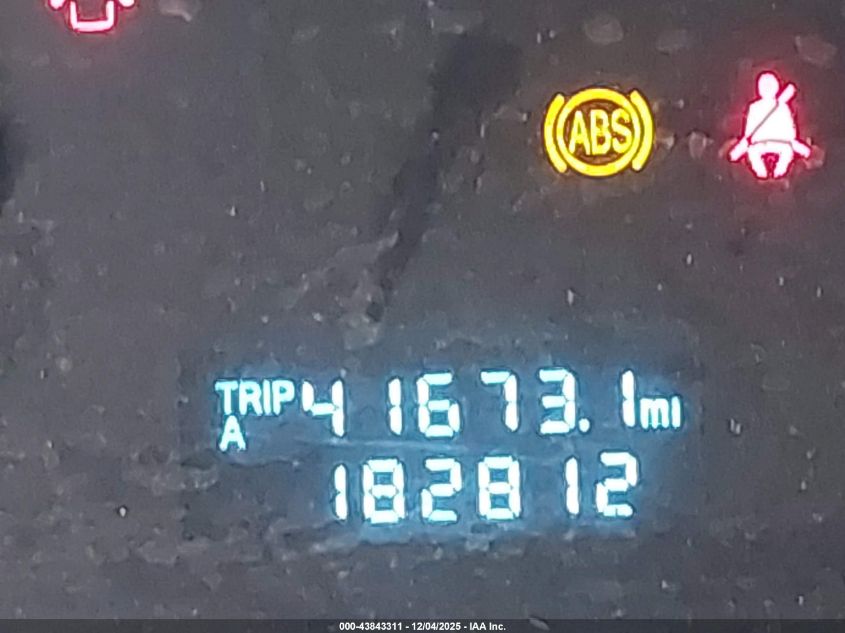 ABS
TRIP 41673.1 mi
A
182812
000-43843311 - 12/04/2025 - IAA Inc.